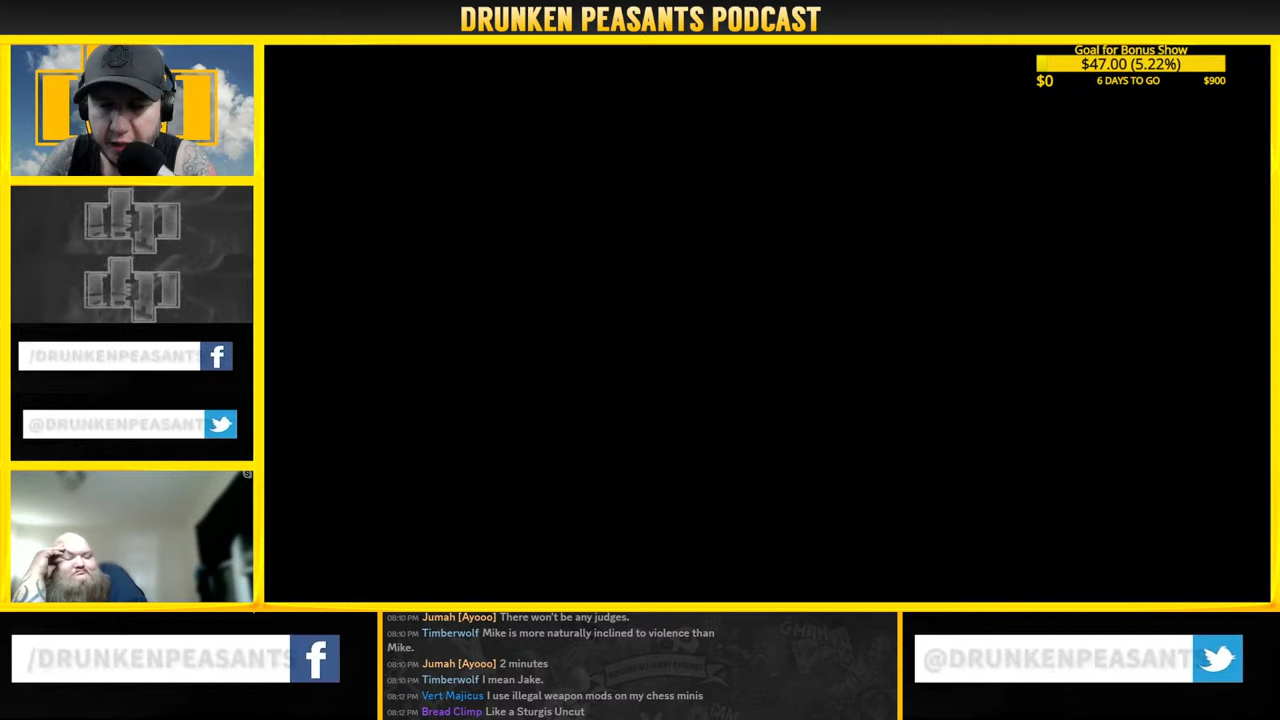 DRUNKEN PEASANTS PODCAST
Goal for Bonus Show
$47.00 (5.22%)
$0 6 DAYS TO GO $900
/DRUNKENPEASANTS
@DRUNKENPEASANT
08:10 PM Jumah [Ayooo] There won't be any judges.
08:10 PM Timberwolf Mike is more naturally inclined to violence than
Mike.
08:10 PM Jumah [Ayooo] 2 minutes
08:10 PM Timberwolf I mean Jake.
08:12 PM Vert Majicus I use illegal weapon mods on my chess minis
08:12 PM Bread Climp Like a Sturgis Uncut
/DRUNKENPEASANTS
@DRUNKENPEASANTS